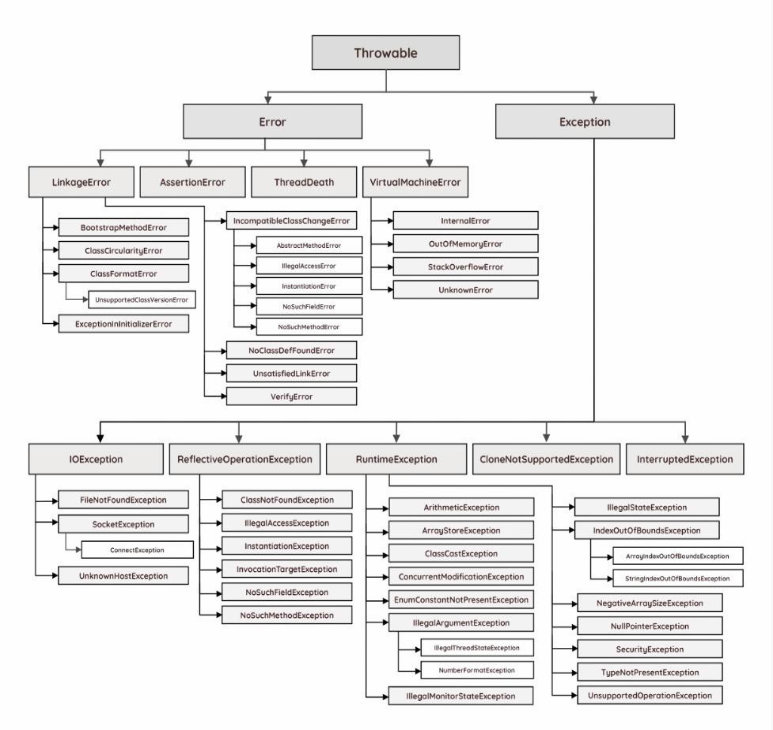 Throwable
Error
Exception
LinkageError
AssertionError
ThreadDeath
VirtualMachineError
BootstrapMethodError
ClassCircularityError
ClassFormatError
UnsupportedClassVersionError
ExceptionInInitializerError
IncompatibleClassChangeError
AbstractMethodError
IllegalAccessError
InstantiationError
NoSuchFieldError
NoSuchMethodError
NoClassDefFoundError
UnsatisfiedLinkError
VerifyError
InternalError
OutOfMemoryError
StackOverflowError
UnknownError
IOException
ReflectiveOperationException
RuntimeException
CloneNotSupportedException
InterruptedException
FileNotFoundException
SocketException
ConnectException
UnknownHostException
ClassNotFoundException
IllegalAccessException
InstantiationException
InvocationTargetException
NoSuchFieldException
NoSuchMethodException
ArithmeticException
ArrayStoreException
ClassCastException
ConcurrentModificationException
EnumConstantNotPresentException
IllegalArgumentException
IllegalThreadStateException
NumberFormatException
IllegalMonitorStateException
IllegalStateException
IndexOutOfBoundsException
ArrayIndexOutOfBoundsException
StringIndexOutOfBoundsException
NegativeArraySizeException
NullPointerException
SecurityException
TypeNotPresentException
UnsupportedOperationException